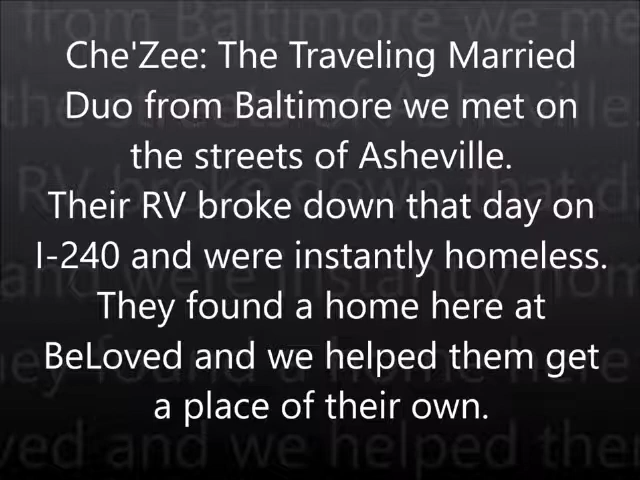 Che'Zee: The Traveling Married
Duo from Baltimore we met on
the streets of Asheville.
Their RV broke down that day on
I-240 and were instantly homeless.
They found a home here at
BeLoved and we helped them get
a place of their own.